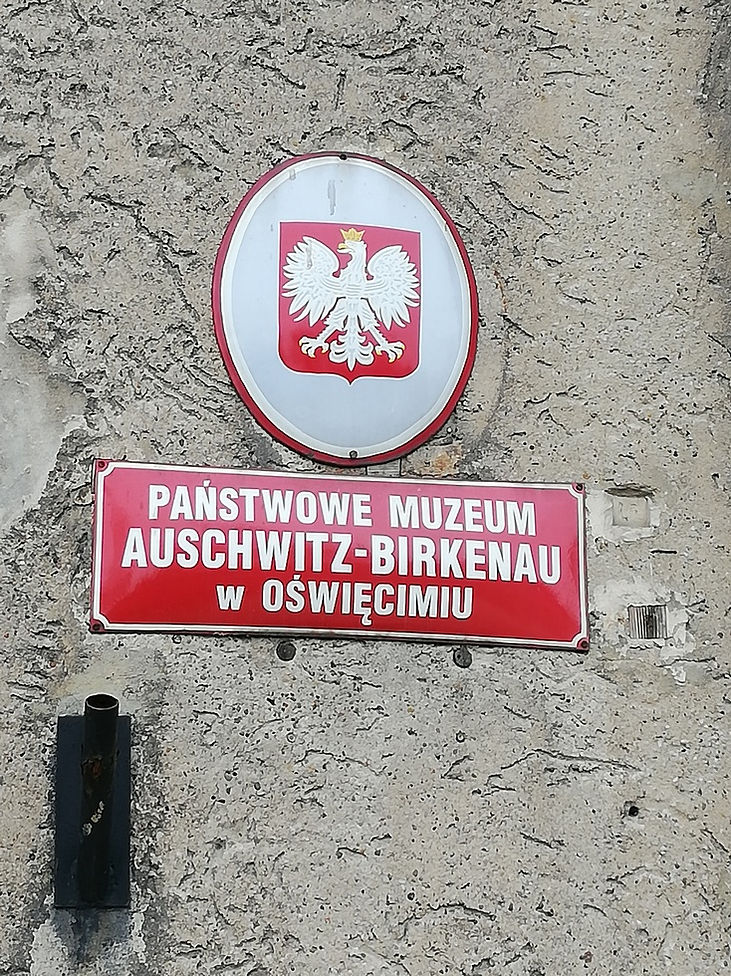 PAŃSTWOWE MUZEUM
AUSCHWITZ-BIRKENAU
w OŚWIĘCIMIU